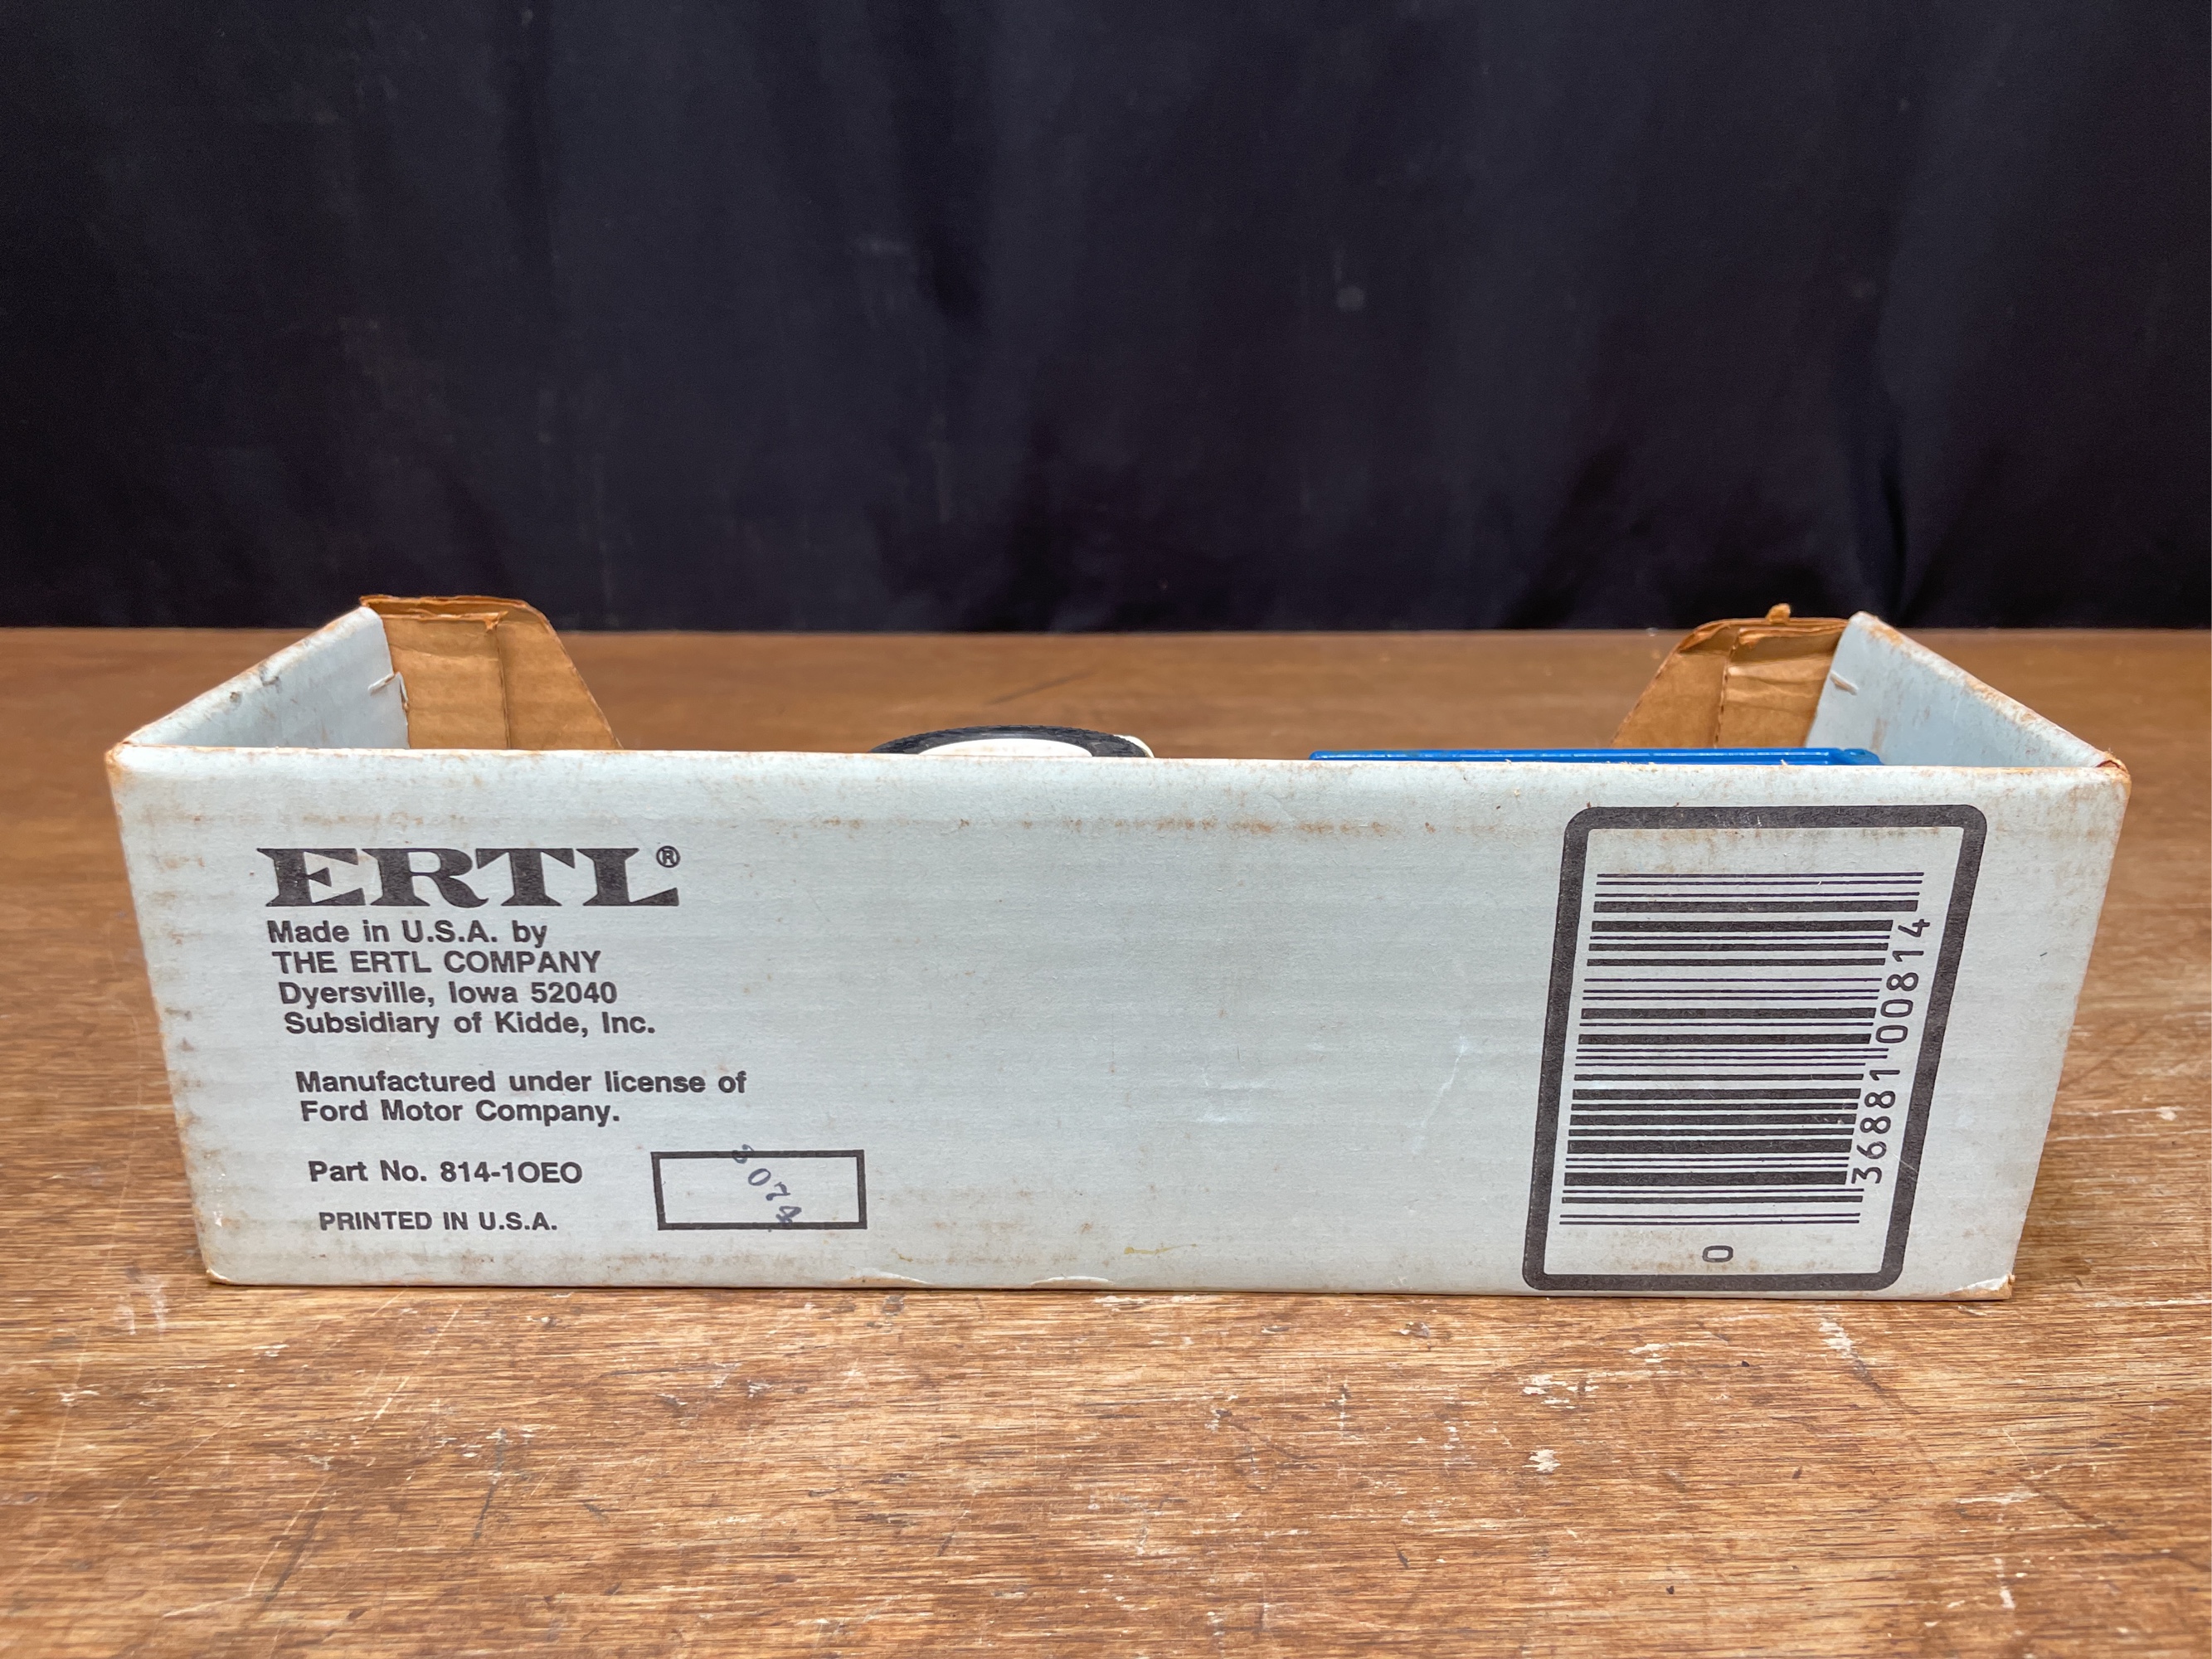 ERTL®
Made in U.S.A. by
THE ERTL COMPANY
Dyersville, Iowa 52040
Subsidiary of Kidde, Inc.
Manufactured under license of
Ford Motor Company.
Part No. 814-1OEO
PRINTED IN U.S.A.
0
36881 00814